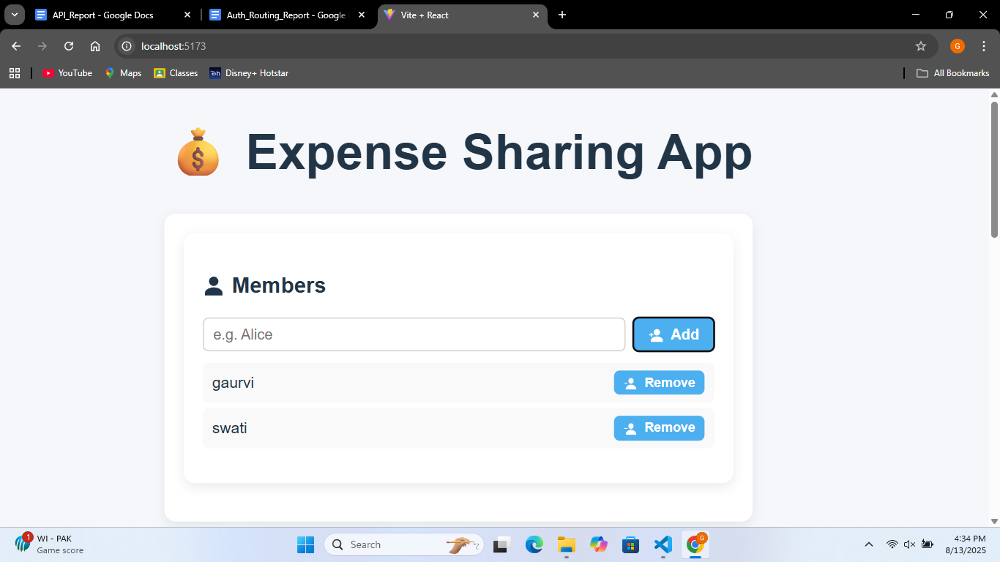 API_Report - Google Docs
Auth_Routing_Report - Google
Vite + React
localhost:5173
G
YouTube
Maps
Classes
Disney+ Hotstar
All Bookmarks
Expense Sharing App
Members
e.g. Alice
Add
gaurvi
Remove
swati
Remove
1
WI - PAK
Game score
Search
G
4:34 PM
8/13/2025